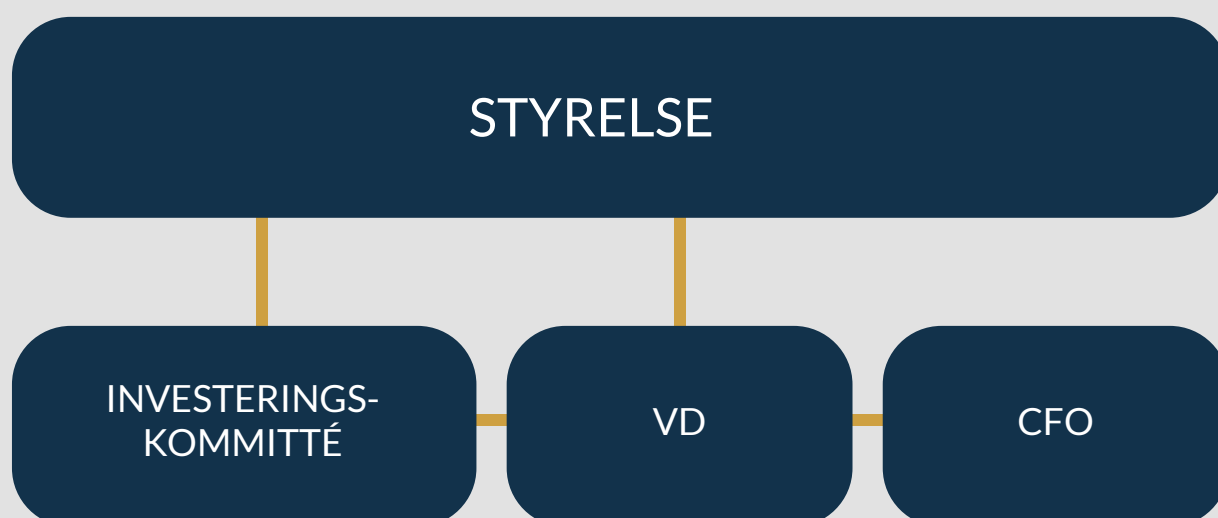 STYRELSE
INVESTERINGS-
KOMMITTÉ
VD
CFO